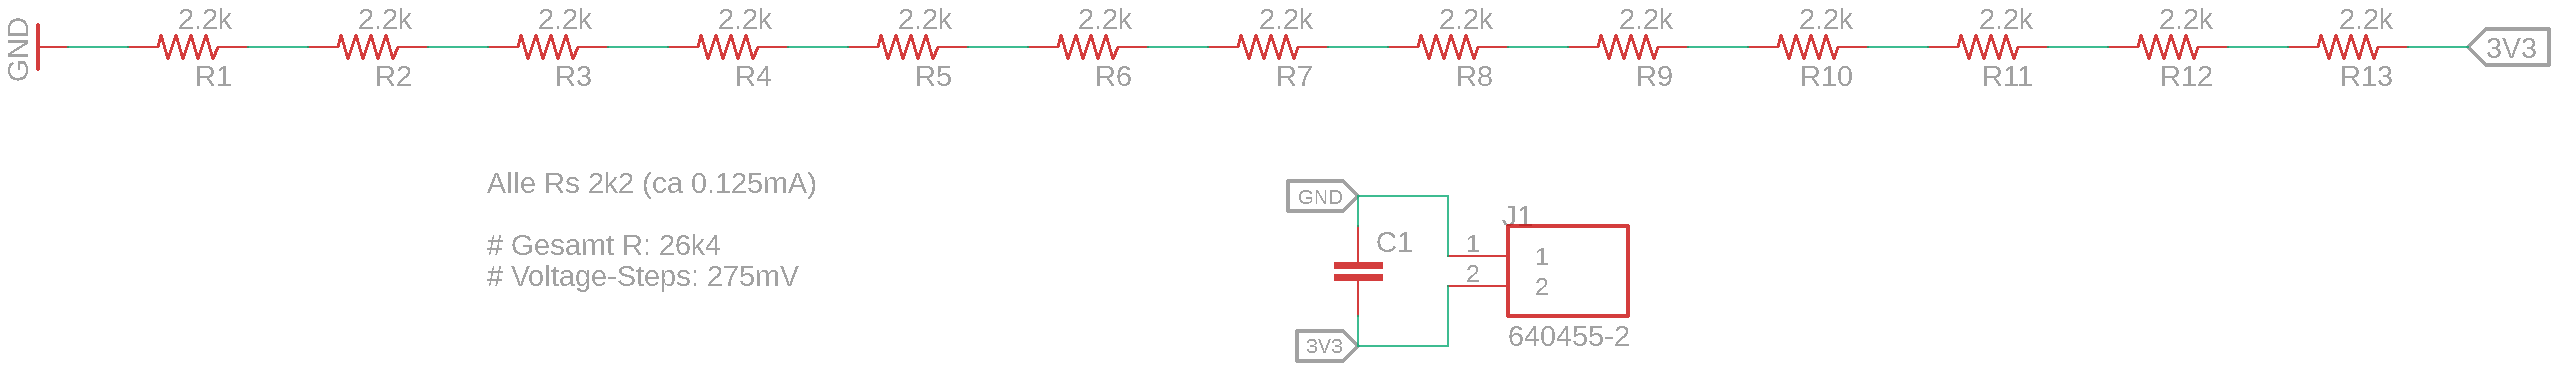 2.2k 2.2k 2.2k 2.2k 2.2k 2.2k 2.2k 2.2k 2.2k 2.2k 2.2k 2.2k 2.2k
GND 3V3
R1 R2 R3 R4 R5 R6 R7 R8 R9 R10 R11 R12 R13
Alle Rs 2k2 (ca 0.125mA)
# Gesamt R: 26k4
# Voltage-Steps: 275mV
GND
J1
C1
1 1
2 2
3V3
640455-2